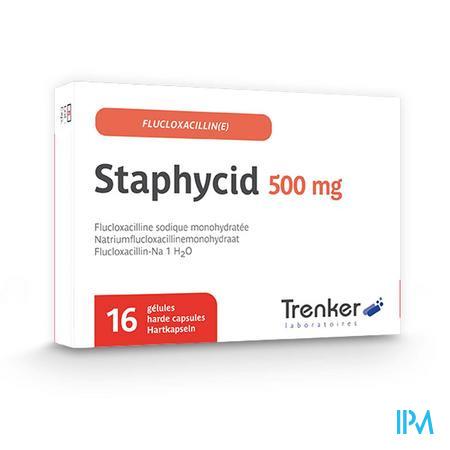 FLUCLOXACILLIN(E)
Staphycid 500 mg
Flucloxacilline sodique monohydratée
Natriumflucloxacillinemonohydraat
Flucloxacillin-Na 1 H₂O
16
gélules
harde capsules
Hartkapseln
Trenker
laboratoires
IPM